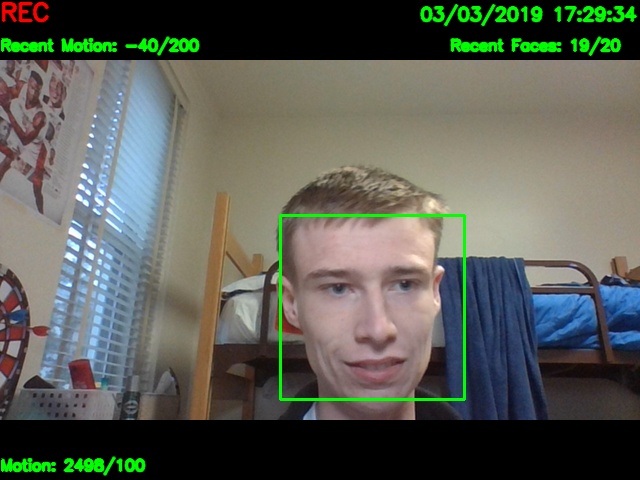 REC
03/03/2019 17:29:34
Recent Motion: -40/200
Recent Faces: 19/20
Motion: 2498/100